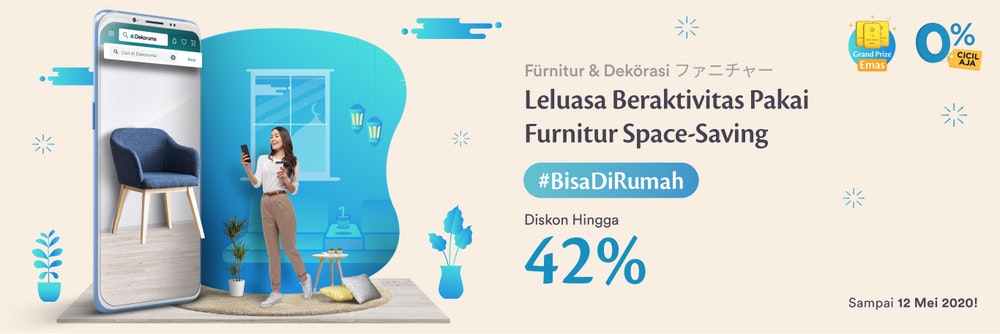 Dekoruma
Cari di Dekoruma
Grand Prize
Emas
0%
CICIL
AJA
Fürnitur & Dekörasi ファニチャー
Leluasa Beraktivitas Pakai
Furnitur Space-Saving
#BisaDiRumah
Diskon Hingga
42%
Sampai 12 Mei 2020!